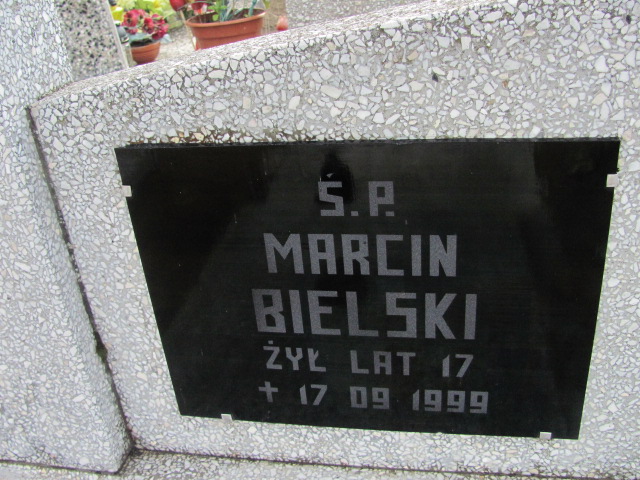 Ś.P.
MARCIN
BIELSKI
ŻYŁ LAT 17
+ 17 09 1999